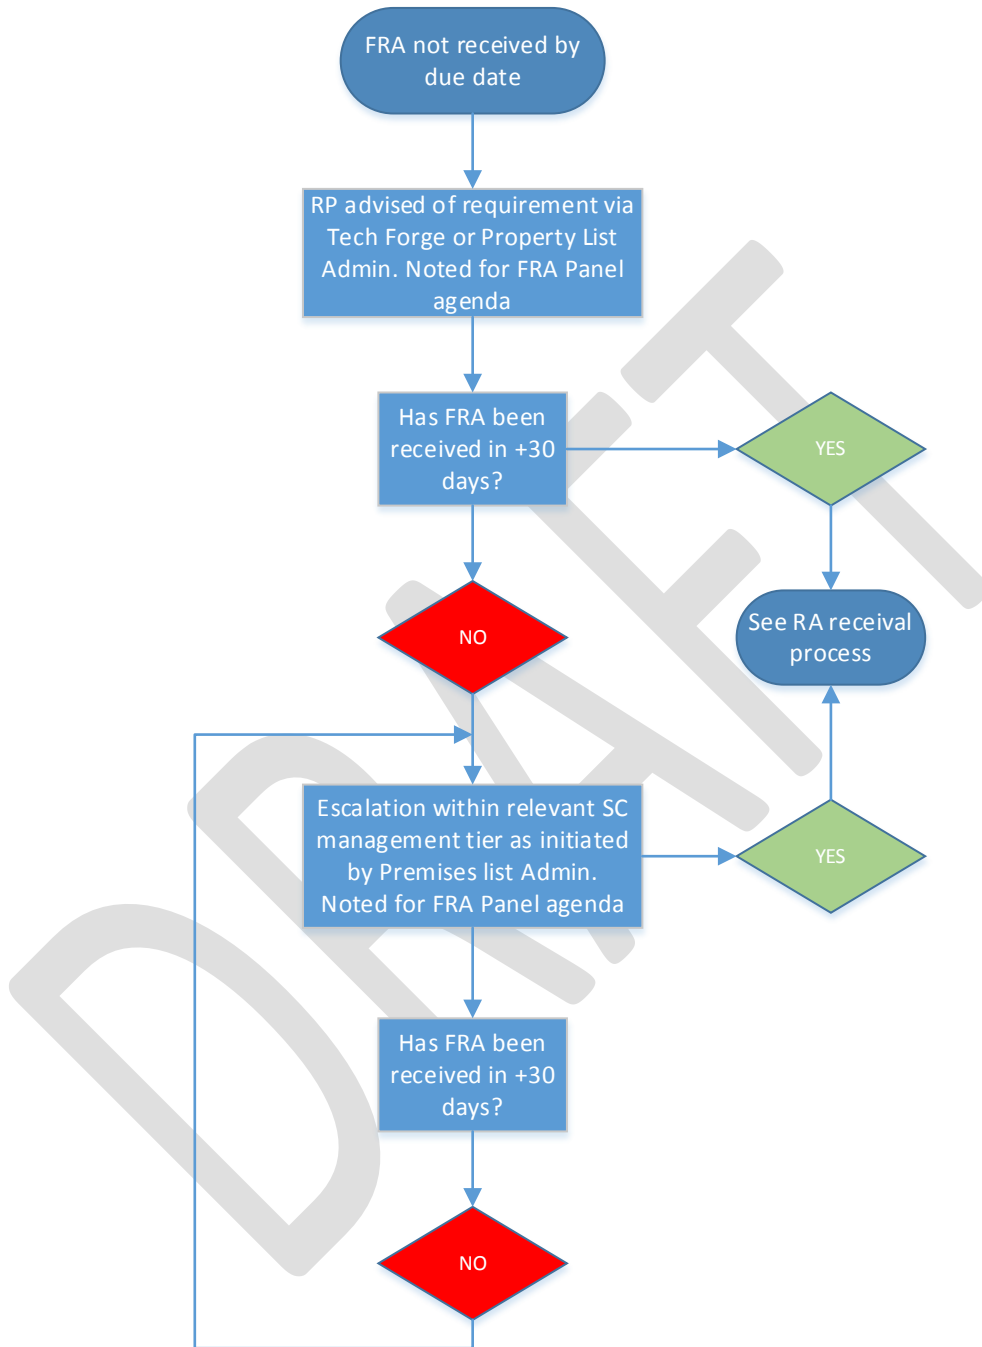 FRA not received by
due date
RP advised of requirement via
Tech Forge or Property List
Admin. Noted for FRA Panel
agenda
Has FRA been
received in +30
days?
YES
NO
See RA receival
process
Escalation within relevant SC
management tier as initiated
by Premises list Admin.
Noted for FRA Panel agenda
YES
Has FRA been
received in +30
days?
NO
DRAFT